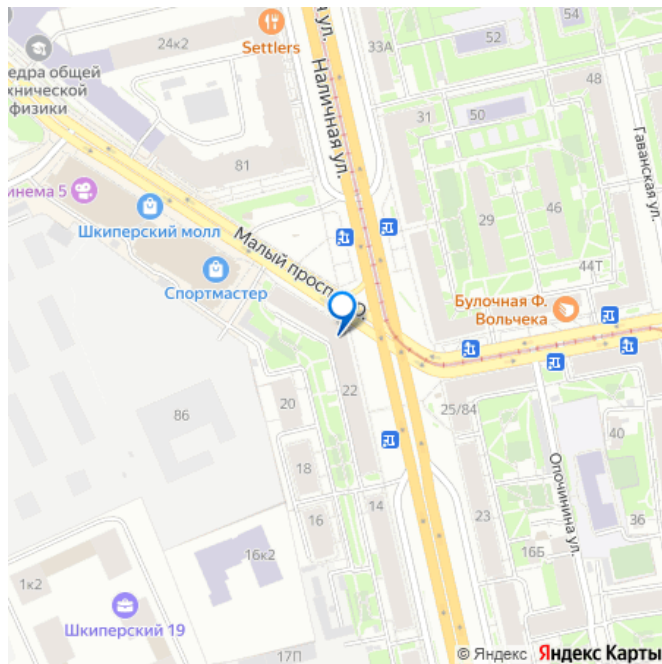 24к2
Settlers
ул.
33А
52
54
едра общей
хнической
физики
Наличная ул.
31
50
48
Гаванская ул.
81
инема 5
Шкиперский молл
29
46
Малый просп. В.О.
44Т
Спортмастер
Булочная Ф.
Вольчека
22
20
25/84
86
40
18
Опочинина ул.
14
16
23
36
16Б
16к2
1к2
Шкиперский 19
17П
© Яндекс Яндекс Карты